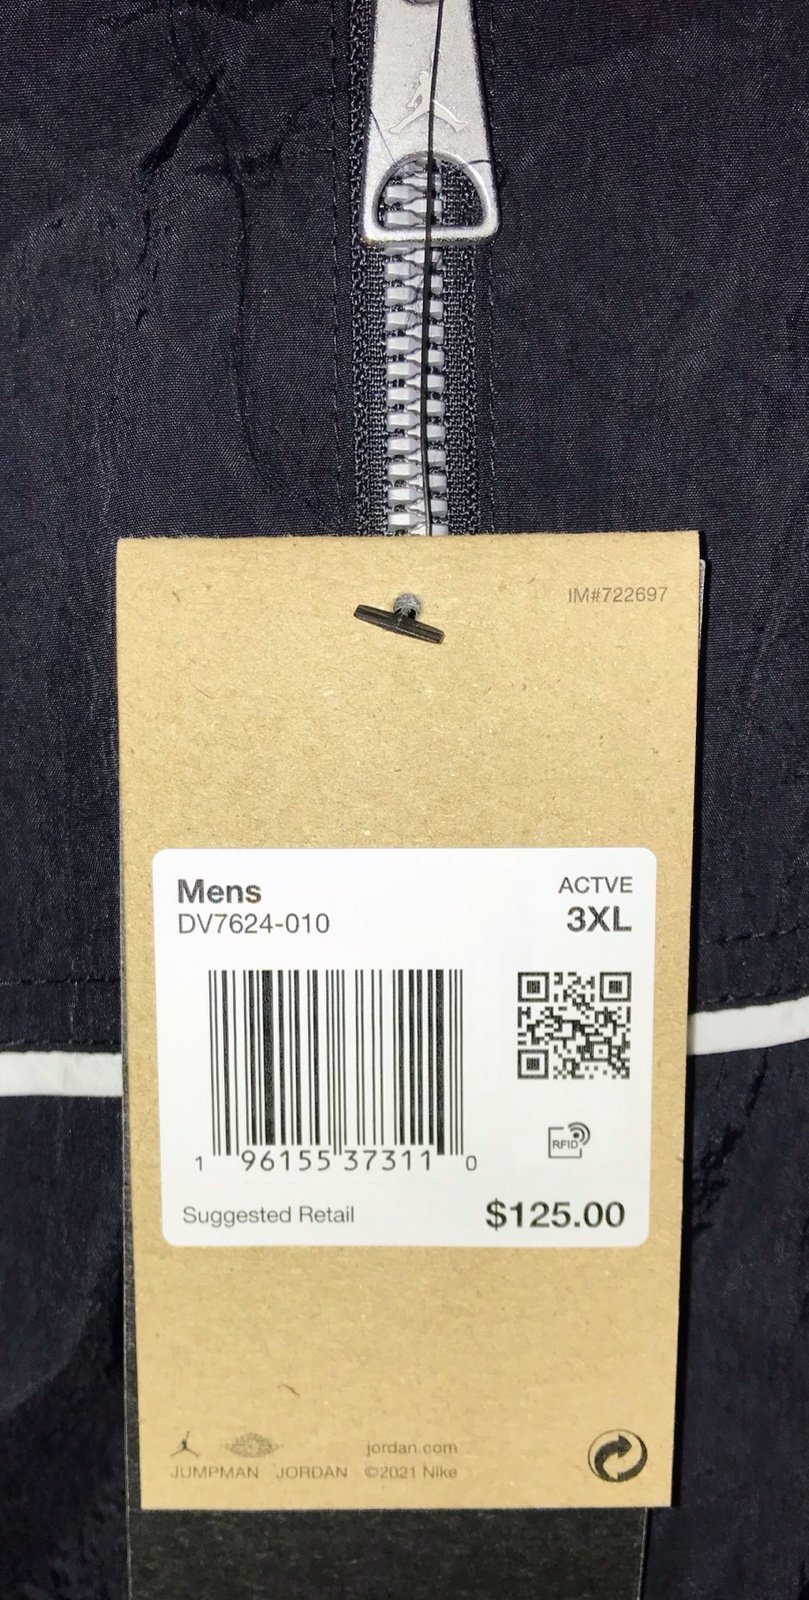 IM#722697
Mens
ACTVE
DV7624-010
3XL
RFID
1 96155 37311 0
Suggested Retail
$125.00
jordan.com
JUMPMAN JORDAN ©2021 Nike